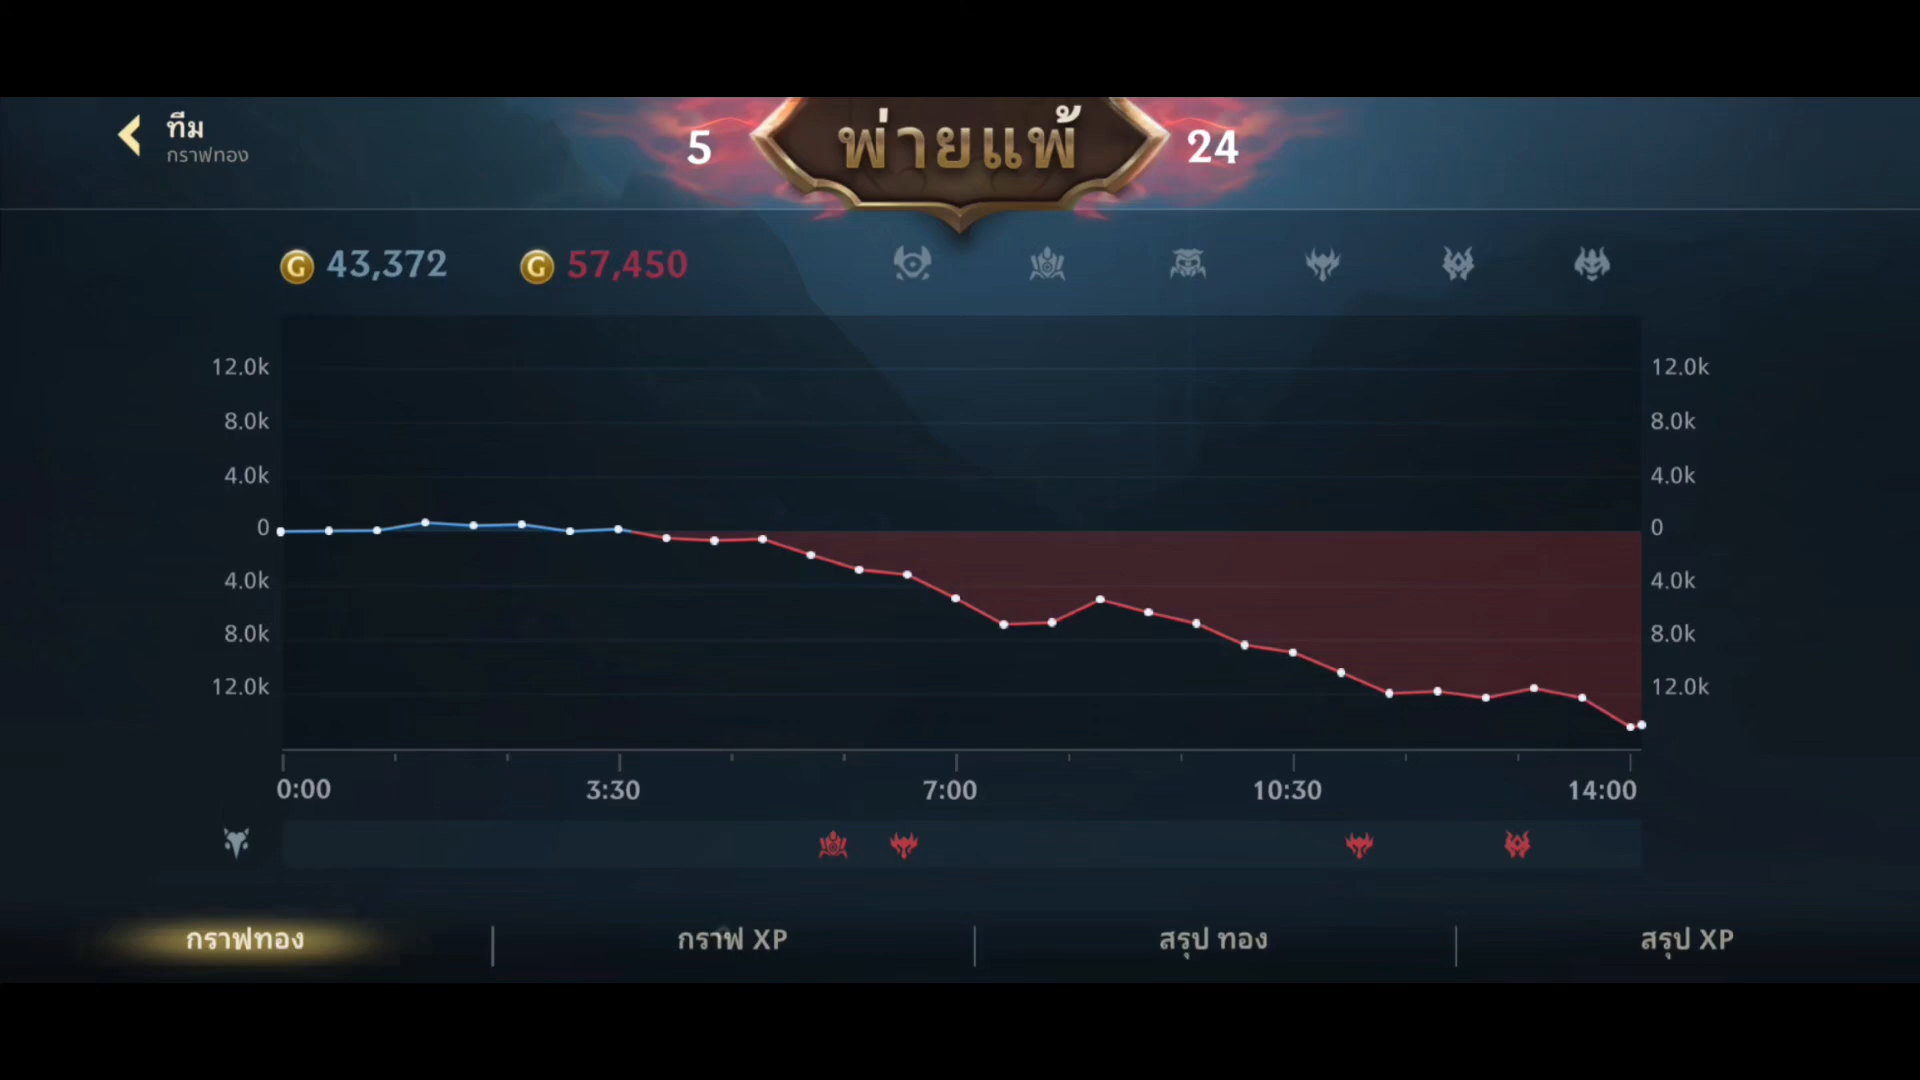 ทีม
กราฟทอง
5 พ่ายแพ้ 24
G 43,372 G 57,450
12.0k 12.0k
8.0k 8.0k
4.0k 4.0k
0 0
4.0k 4.0k
8.0k 8.0k
12.0k 12.0k
0:00 3:30 7:00 10:30 14:00
กราฟทอง กราฟ XP สรุป ทอง สรุป XP